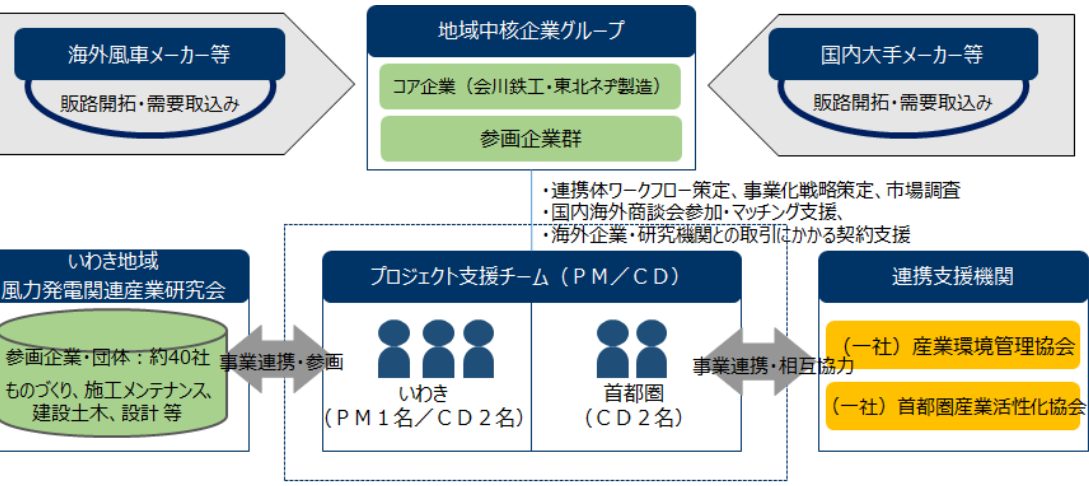 海外風車メーカー等
販路開拓・需要取込み
地域中核企業グループ
コア企業（会川鉄工・東北ネヂ製造）
参画企業群
国内大手メーカー等
販路開拓・需要取込み
・連携体ワークフロー策定、事業化戦略策定、市場調査
・国内海外商談会参加・マッチング支援、
・海外企業・研究機関との取引にかかる契約支援
いわき地域
風力発電関連産業研究会
参画企業・団体：約40社
ものづくり、施工メンテナンス、
建設土木、設計 等
事業連携・参画
プロジェクト支援チーム（ＰＭ／ＣＤ）
いわき
（ＰＭ１名／ＣＤ２名）
首都圏
（ＣＤ２名）
事業連携・相互協力
連携支援機関
（一社）産業環境管理協会
（一社）首都圏産業活性化協会